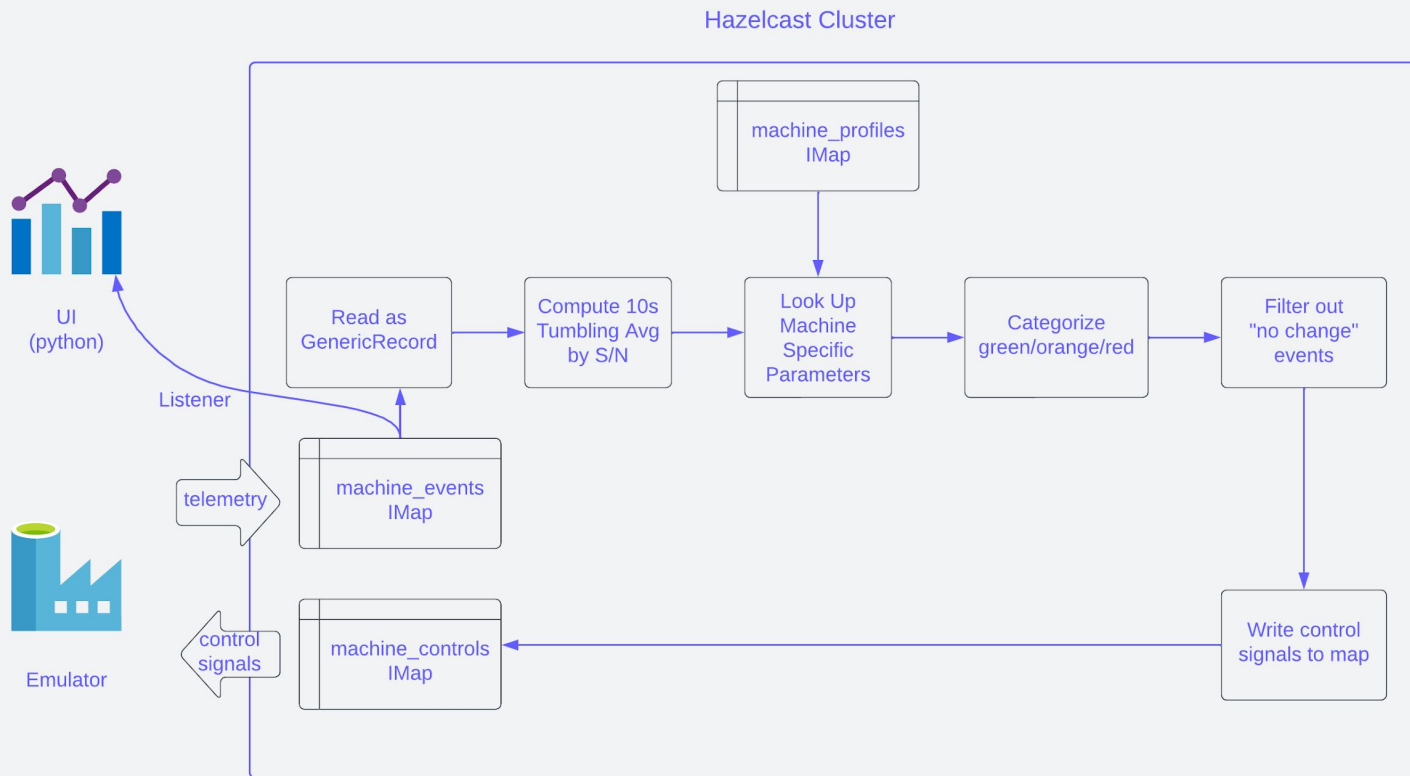 Hazelcast Cluster
machine_profiles
IMap
UI
(python)
Read as
GenericRecord
Compute 10s
Tumbling Avg
by S/N
Look Up
Machine
Specific
Parameters
Categorize
green/orange/red
Filter out
"no change"
events
Listener
telemetry
machine_events
IMap
Emulator
control
signals
machine_controls
IMap
Write control
signals to map